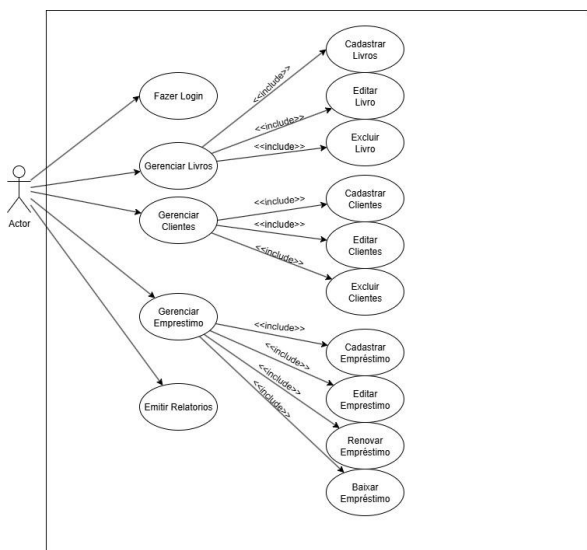 Cadastrar
Livros
Fazer Login
<<include>>
Editar
Livro
<<include>>
Excluir
Livro
<<include>>
Gerenciar Livros
Actor
Cadastrar
Clientes
<<include>>
Gerenciar
Clientes
<<include>>
Editar
Clientes
<<include>>
Excluir
Clientes
Gerenciar
Emprestimo
<<include>>
Cadastrar
Empréstimo
<<include>>
Editar
Emprestimo
<<include>>
Emitir Relatorios
<<include>>
Renovar
Empréstimo
Baixar
Empréstimo